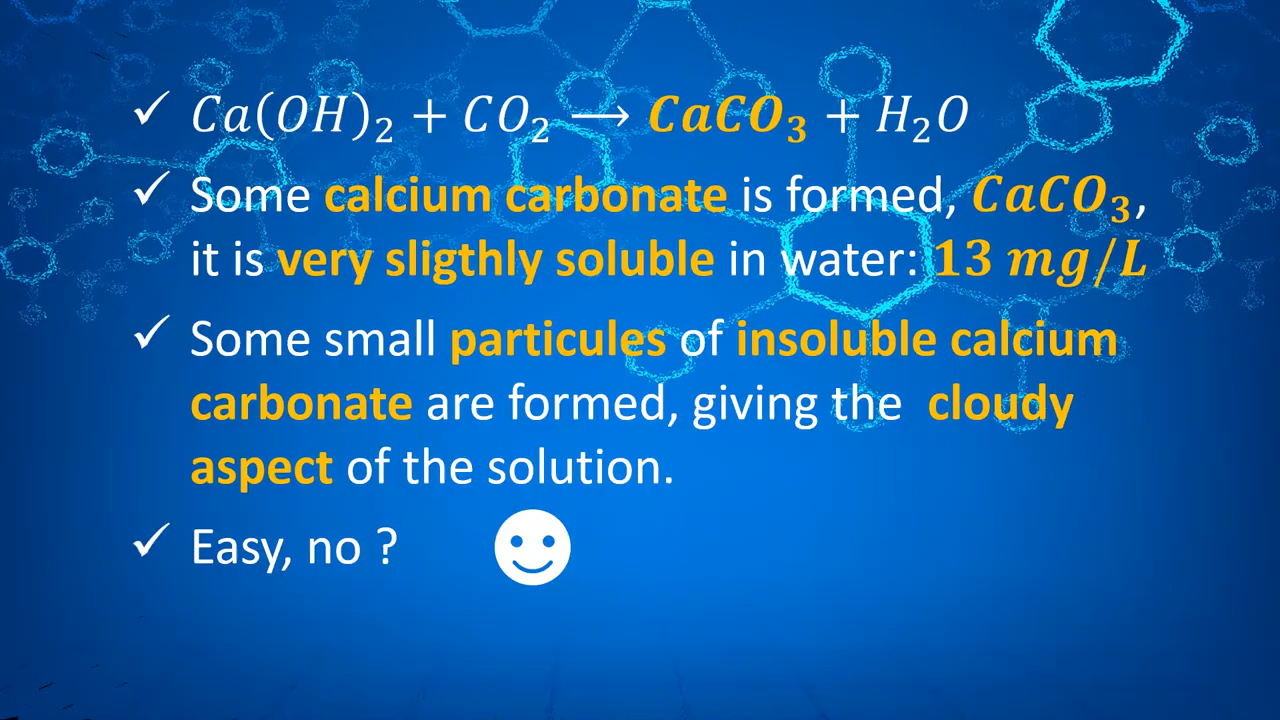 ✓ Ca(OH)₂ + CO₂ ⟶ CaCO₃ + H₂O
✓ Some calcium carbonate is formed, CaCO₃,
it is very sligthly soluble in water: 13 mg/L
✓ Some small particules of insoluble calcium
carbonate are formed, giving the cloudy
aspect of the solution.
✓ Easy, no ?